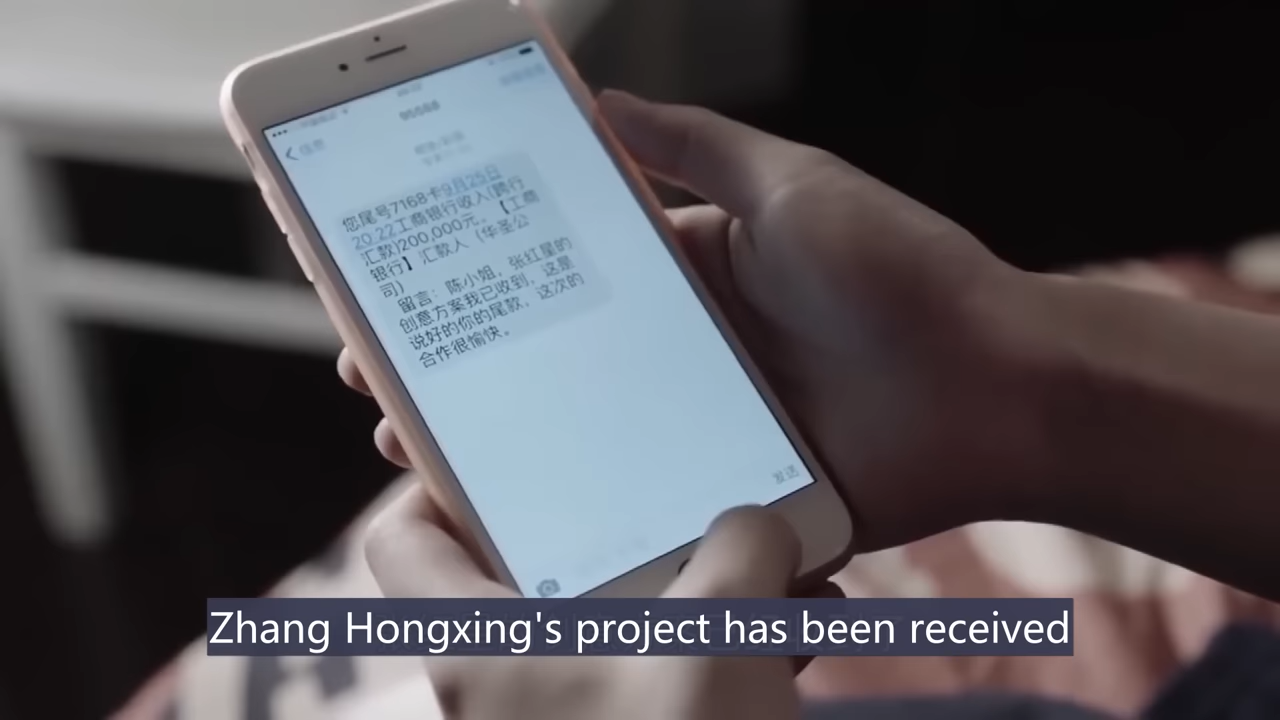 95588
您尾号7168卡9月25日
20:22工商银行收入(跨行
汇款)200,000元。【工商
银行】汇款人（华圣公
司）
留言：陈小姐，张红星的
创意方案我已收到，这是
说好的你的尾款，这次的
合作很愉快。
发送
Zhang Hongxing's project has been received